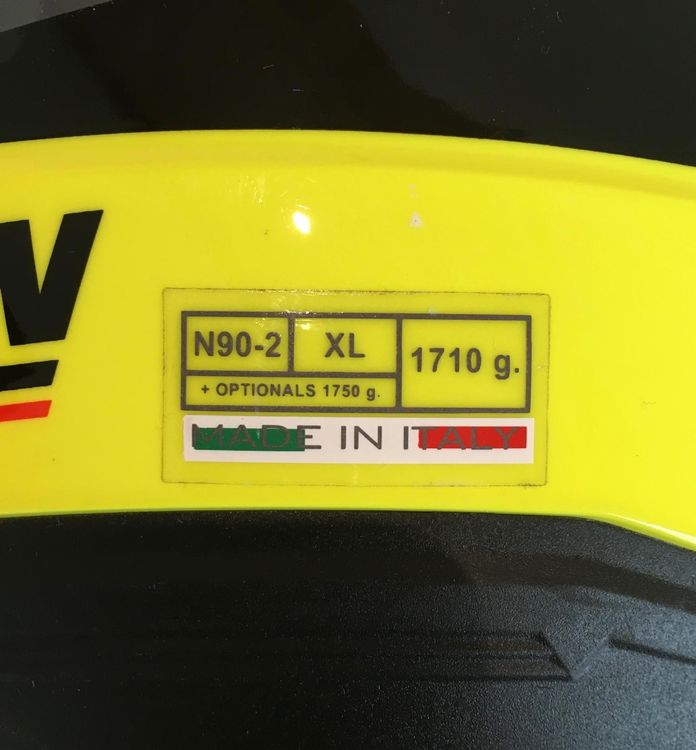 N90-2 XL 1710 g.
+ OPTIONALS 1750 g.
MADE IN ITALY